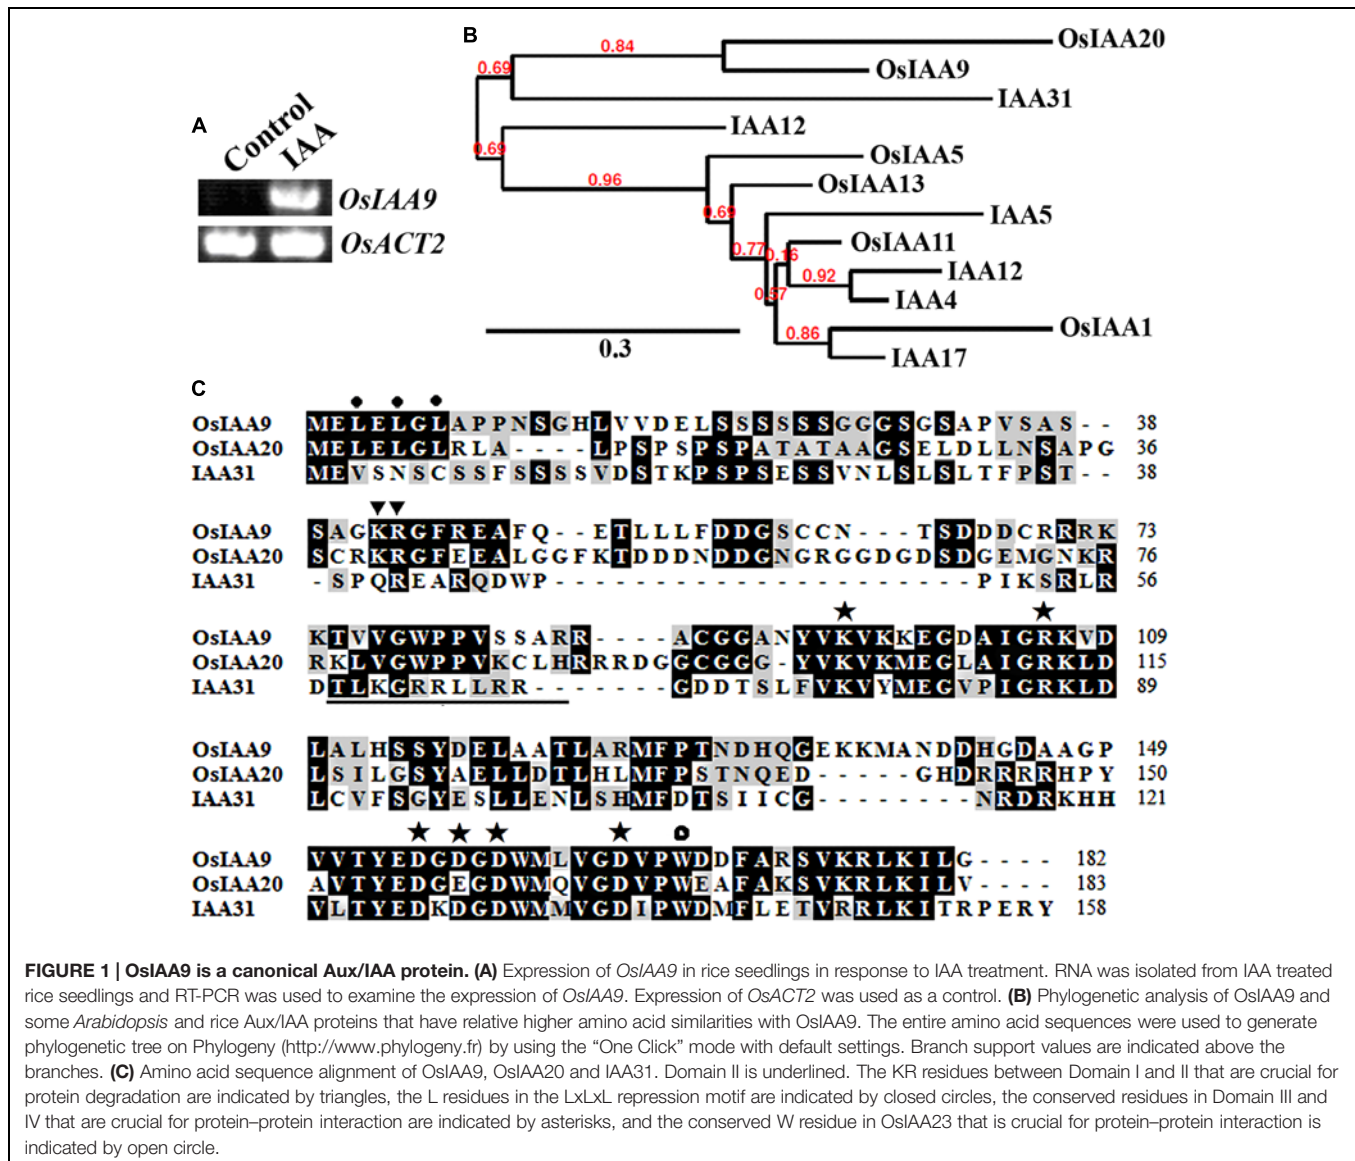 A
Control
IAA
OsIAA9
OsACT2
B
0.84
OsIAA20
0.69
OsIAA9
IAA31
IAA12
0.69
OsIAA5
0.96
OsIAA13
0.69
IAA5
0.77
0.16
OsIAA11
0.92
IAA12
0.57
IAA4
0.86
OsIAA1
0.3
IAA17
C
OsIAA9 MELELGLAPPNSGHLVVDELSSSSSSGGGSGSAPVSAS-- 38
OsIAA20 MELELGLRLA----LPSPSPSPATATAAGSELDLLNSAPG 36
IAA31 MEVSNSCSSFSSSSVDSTKPSPSESSVNLSLSLTFPST-- 38
OsIAA9 SAGKRGFREAFQ--ETLLLFDDGSCCN---TSDDDCRRRK 73
OsIAA20 SCRKRGFEEALGGFKTDDDNDDGNGRGGDGDSDGEMGNKR 76
IAA31 -SPQREARQDWP---------------------PIKSRLR 56
OsIAA9 KTVVGWPPVSSARR----ACGGANYVKVKKEGDAIGRKVD 109
OsIAA20 RKLVGWPPVKCLHRRRDGGCGGG-YVKVKMEGLAIGRKLD 115
IAA31 DTLKGRRLLRR-------GDDTSLFVKVYMEGVPIGRKLD 89
OsIAA9 LALHSSYDELAATLARMFPTNDHQGEKKMANDDHGDAAGP 149
OsIAA20 LSILGSYAELLDTLHLMFPSTNQED-----GHDRRRRHPY 150
IAA31 LCVFSGYESLLENLSHMFDTSIICG--------NRDRKHH 121
OsIAA9 VVTYEDGDGDWMLVGDVPWDDFARSVKRLKILG---- 182
OsIAA20 AVTYEDGEGDWMQVGDVPWEAFAKSVKRLKILV---- 183
IAA31 VLTYEDKDGDWMMVGDIPWDMFLETVRRLKITRPERY 158
FIGURE 1 | OsIAA9 is a canonical Aux/IAA protein. (A) Expression of OsIAA9 in rice seedlings in response to IAA treatment. RNA was isolated from IAA treated
rice seedlings and RT-PCR was used to examine the expression of OsIAA9. Expression of OsACT2 was used as a control. (B) Phylogenetic analysis of OsIAA9 and
some Arabidopsis and rice Aux/IAA proteins that have relative higher amino acid similarities with OsIAA9. The entire amino acid sequences were used to generate
phylogenetic tree on Phylogeny (http://www.phylogeny.fr) by using the “One Click” mode with default settings. Branch support values are indicated above the
branches. (C) Amino acid sequence alignment of OsIAA9, OsIAA20 and IAA31. Domain II is underlined. The KR residues between Domain I and II that are crucial for
protein degradation are indicated by triangles, the L residues in the LxLxL repression motif are indicated by closed circles, the conserved residues in Domain III and
IV that are crucial for protein–protein interaction are indicated by asterisks, and the conserved W residue in OsIAA23 that is crucial for protein–protein interaction is
indicated by open circle.